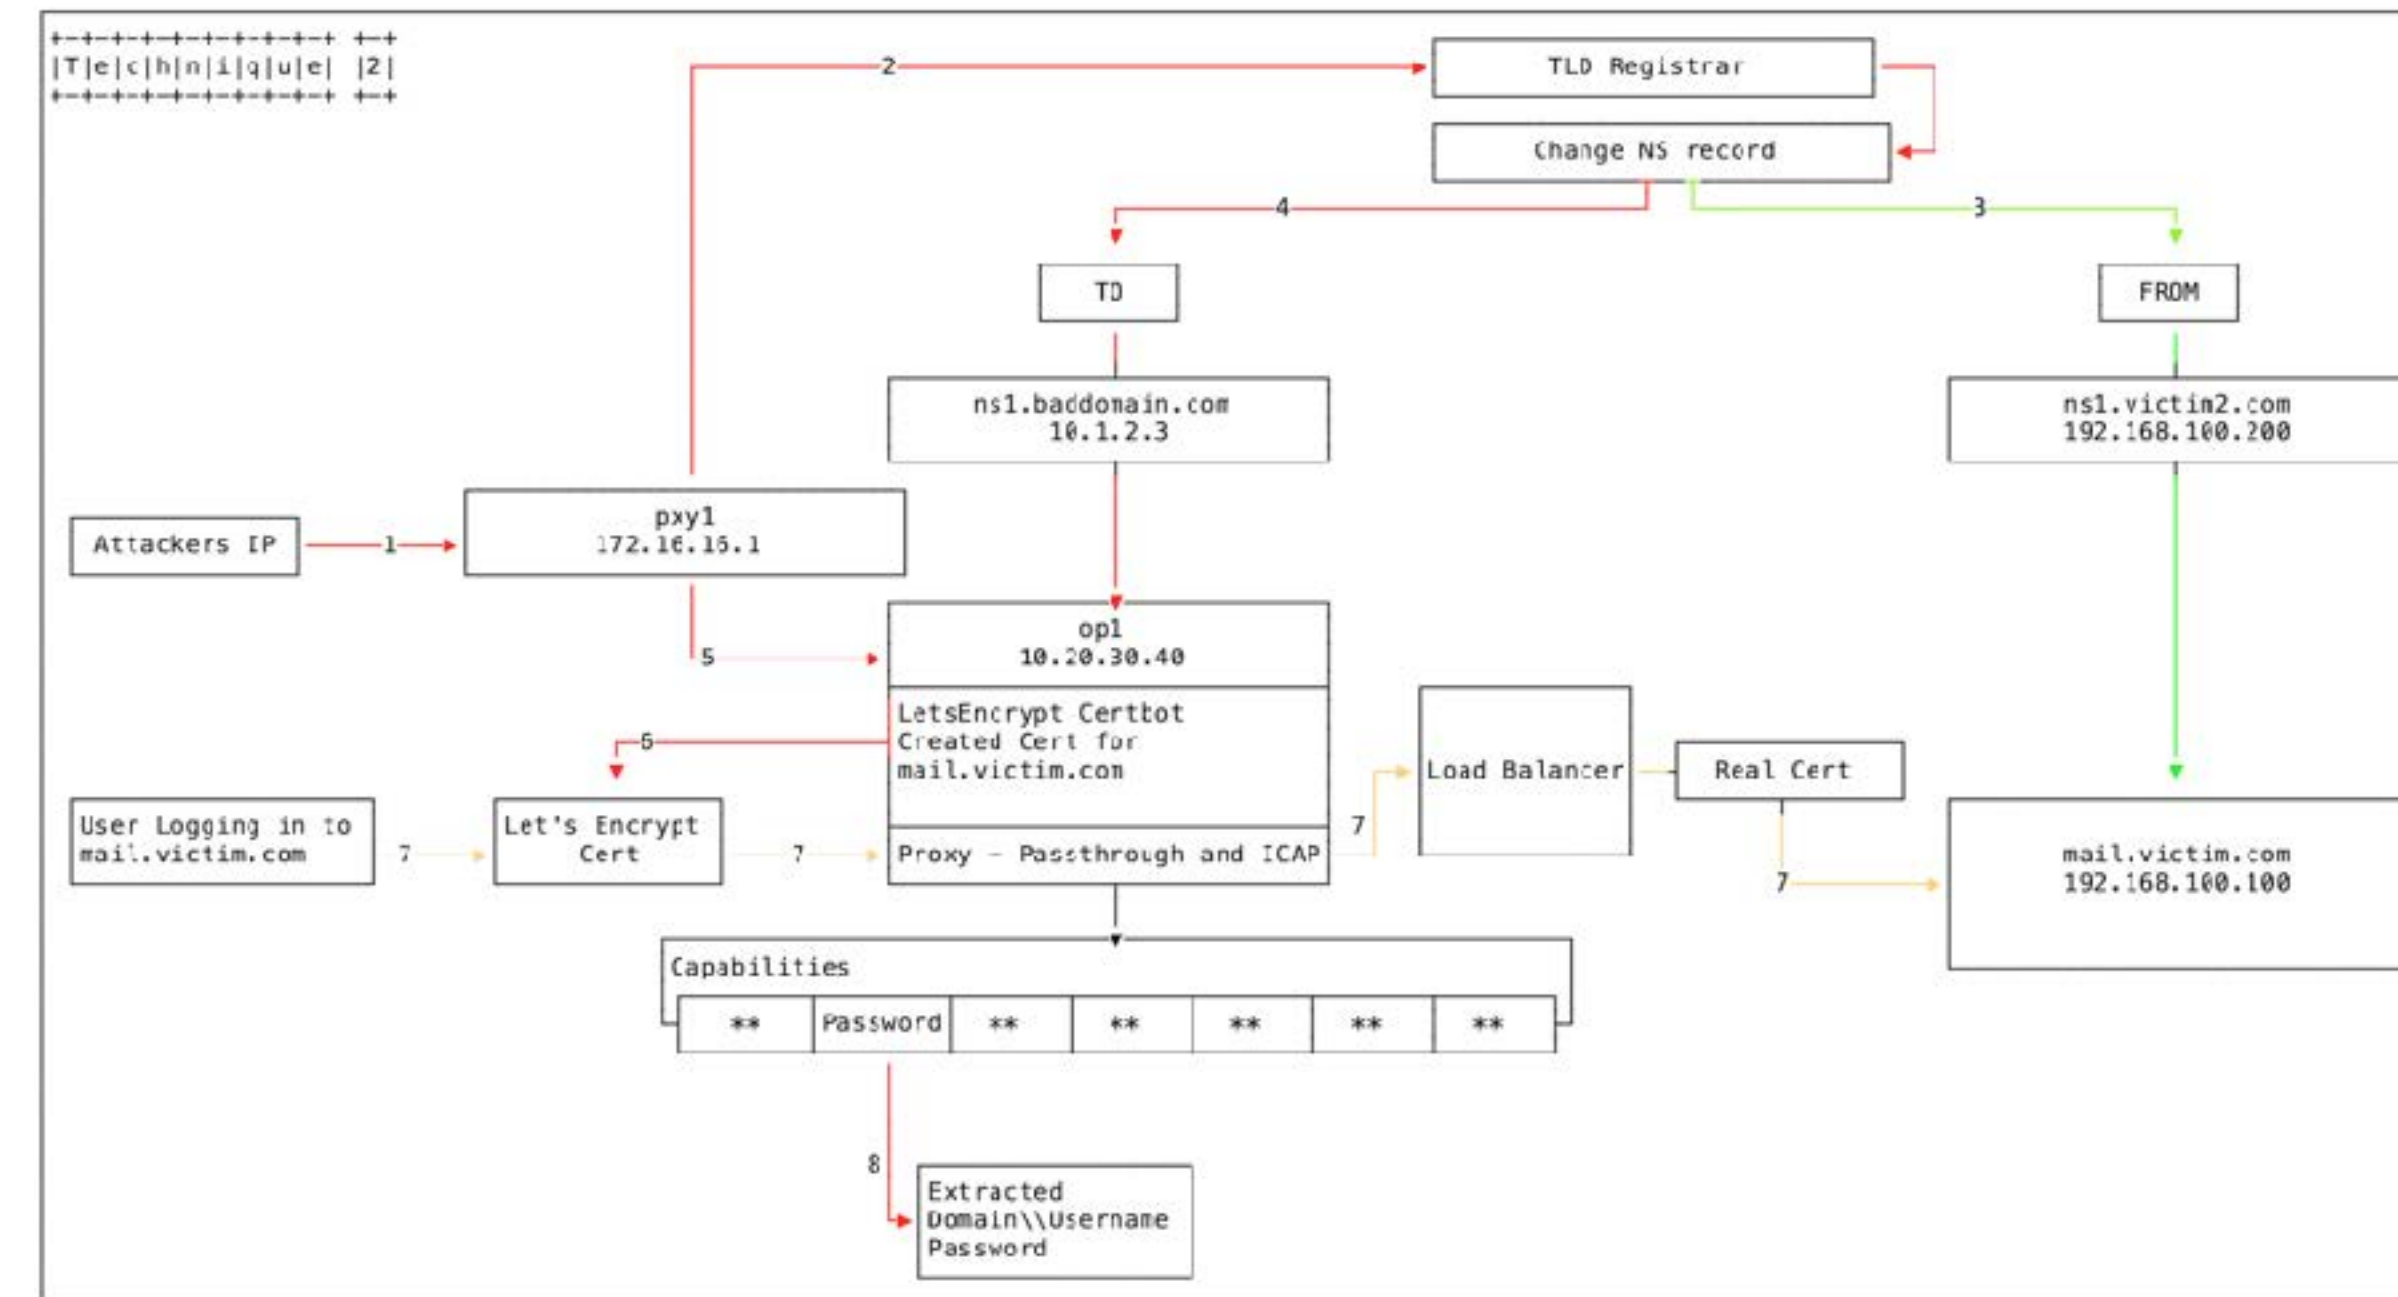 +-+-+-+-+-+-+-+-+-+ +-+
|T|e|c|h|n|i|q|u|e| |2|
+-+-+-+-+-+-+-+-+-+ +-+
2
TLD Registrar
Change NS record
4
3
TO
FROM
ns1.baddomain.com
10.1.2.3
ns1.victim2.com
192.168.100.200
Attackers IP
1
pxy1
172.16.16.1
op1
10.20.30.40
5
LetsEncrypt Certbot
Created Cert for
mail.victim.com
6
Load Balancer
Real Cert
User Logging in to
mail.victim.com
7
Let's Encrypt
Cert
7
Proxy - Passthrough and ICAP
7
7
mail.victim.com
192.168.100.100
Capabilities
** Password ** ** ** ** **
8
Extracted
Domain\\Username
Password